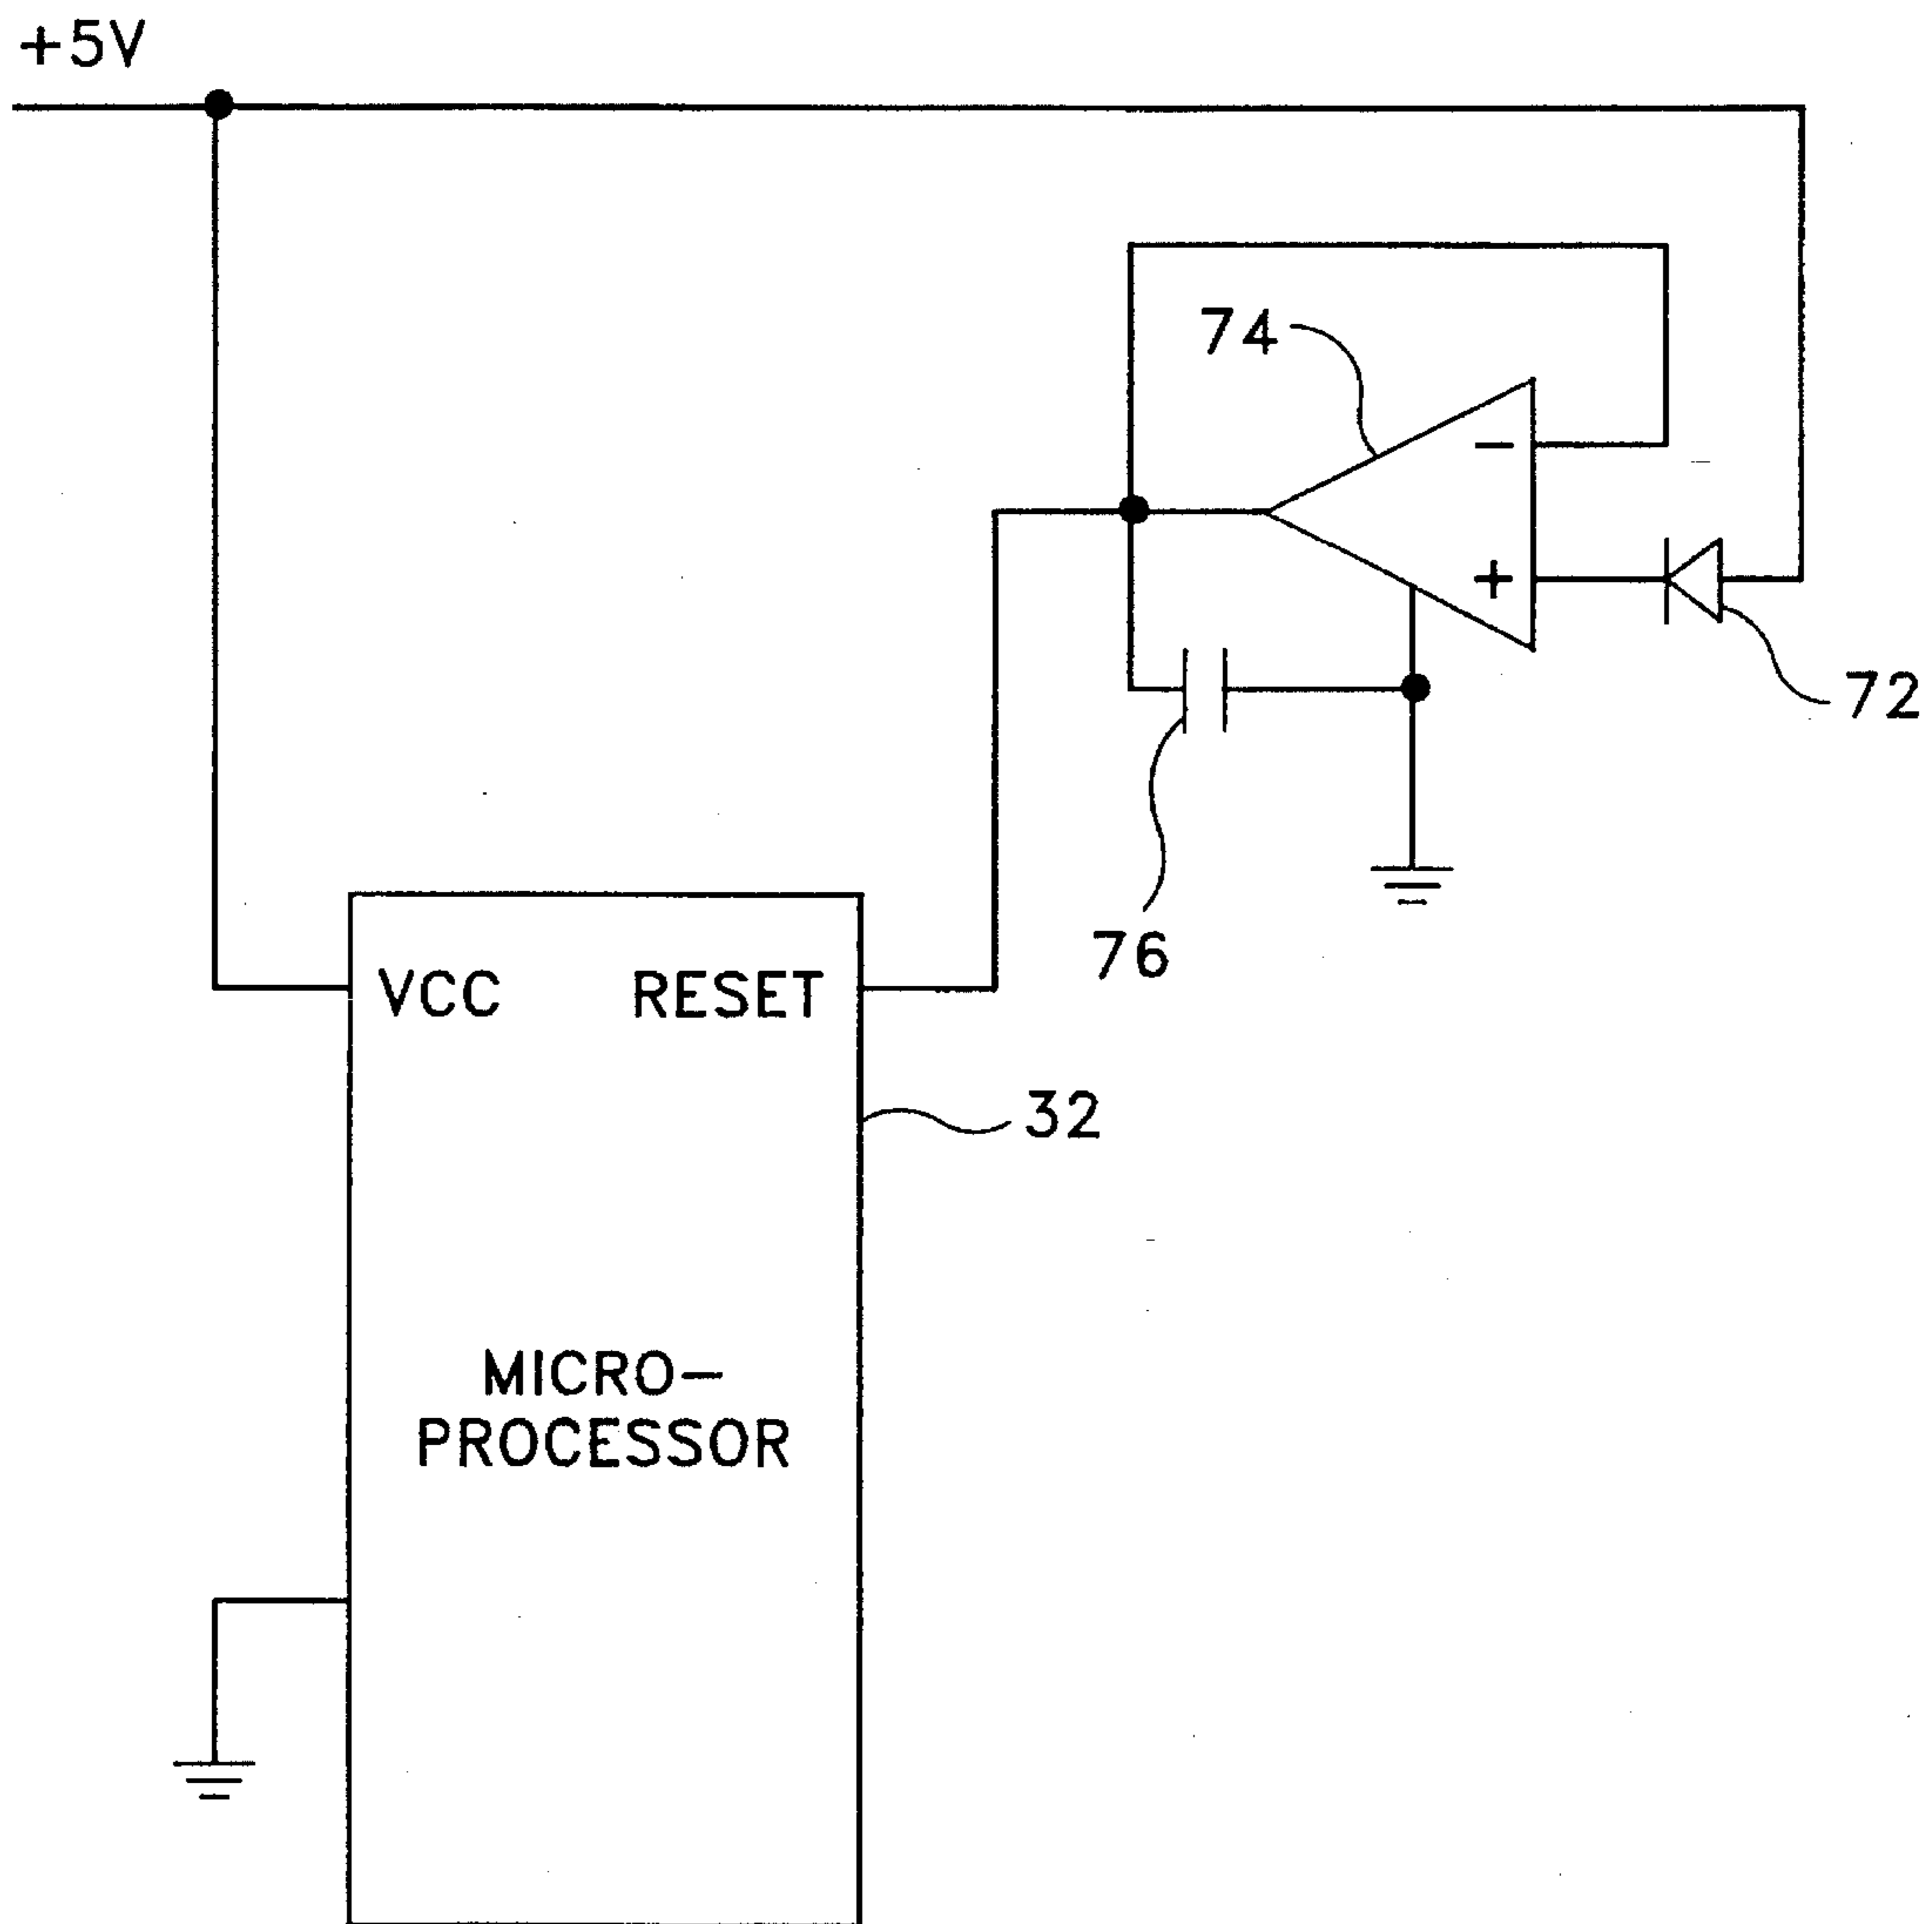 +5V
74
−
+
72
76
VCC RESET
32
MICRO-
PROCESSOR